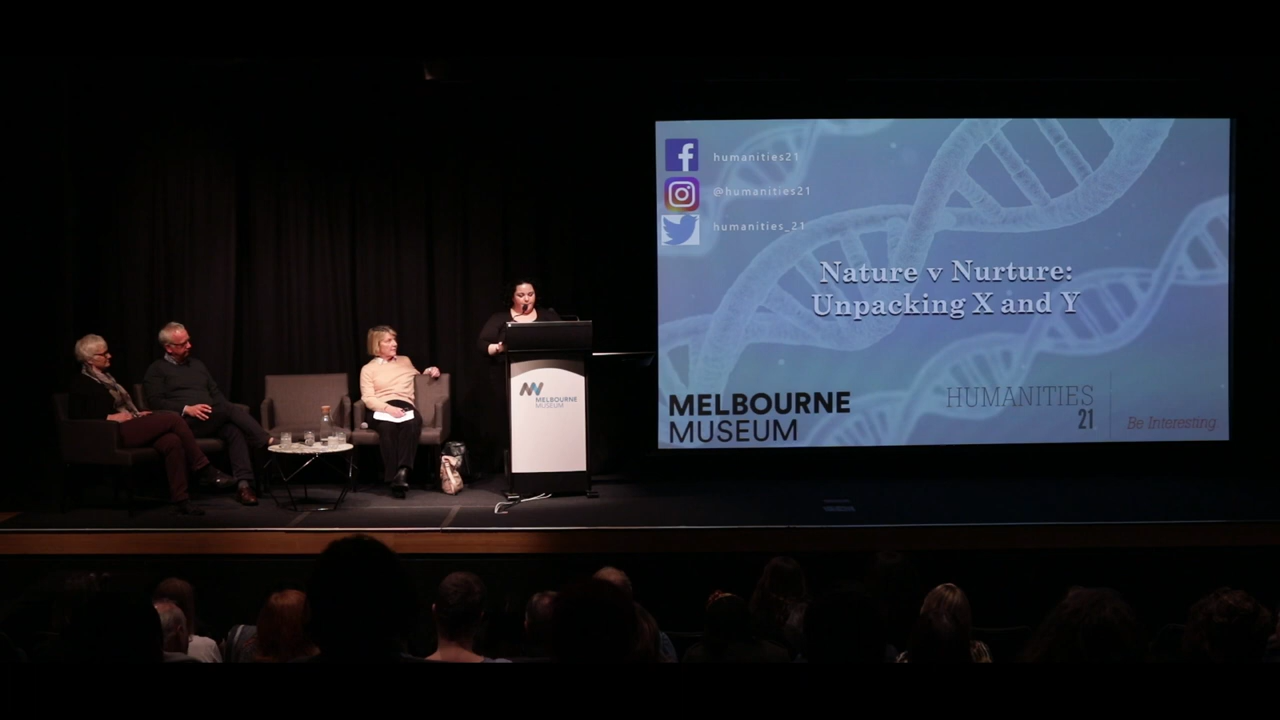 humanities21
@humanities21
humanities_21
Nature v Nurture:
Unpacking X and Y
MELBOURNE
MUSEUM
HUMANITIES
21
Be Interesting
MELBOURNE
MUSEUM